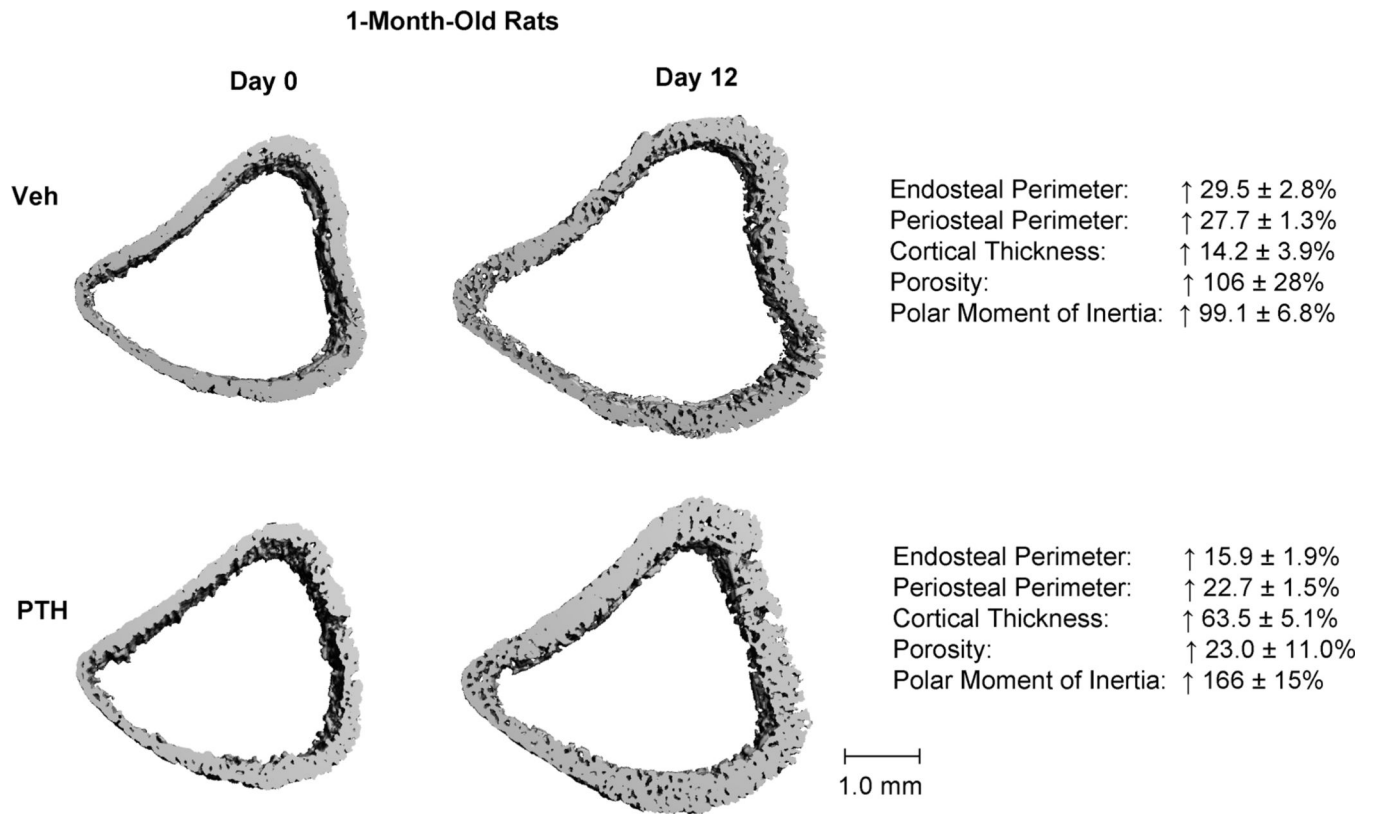 1-Month-Old Rats
Day 0
Day 12
Veh
Endosteal Perimeter: ↑ 29.5 ± 2.8%
Periosteal Perimeter: ↑ 27.7 ± 1.3%
Cortical Thickness: ↑ 14.2 ± 3.9%
Porosity: ↑ 106 ± 28%
Polar Moment of Inertia: ↑ 99.1 ± 6.8%
PTH
Endosteal Perimeter: ↑ 15.9 ± 1.9%
Periosteal Perimeter: ↑ 22.7 ± 1.5%
Cortical Thickness: ↑ 63.5 ± 5.1%
Porosity: ↑ 23.0 ± 11.0%
Polar Moment of Inertia: ↑ 166 ± 15%
1.0 mm